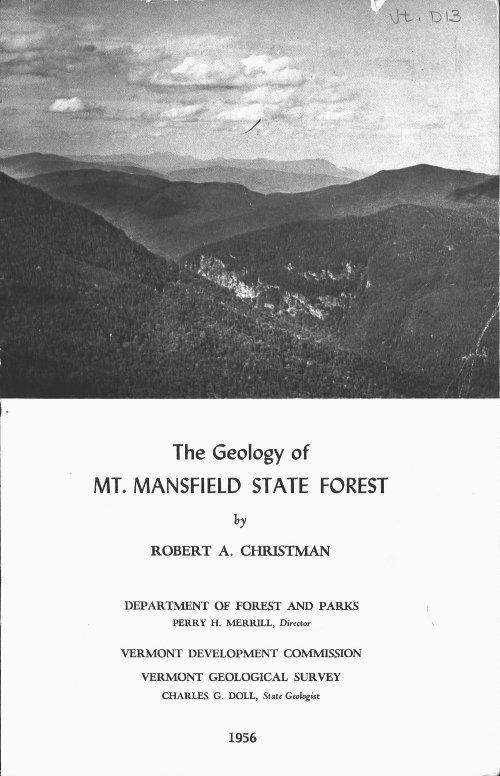 Vt. D13
The Geology of
MT. MANSFIELD STATE FOREST
by
ROBERT A. CHRISTMAN
DEPARTMENT OF FOREST AND PARKS
PERRY H. MERRILL, Director
VERMONT DEVELOPMENT COMMISSION
VERMONT GEOLOGICAL SURVEY
CHARLES G. DOLL, State Geologist
1956